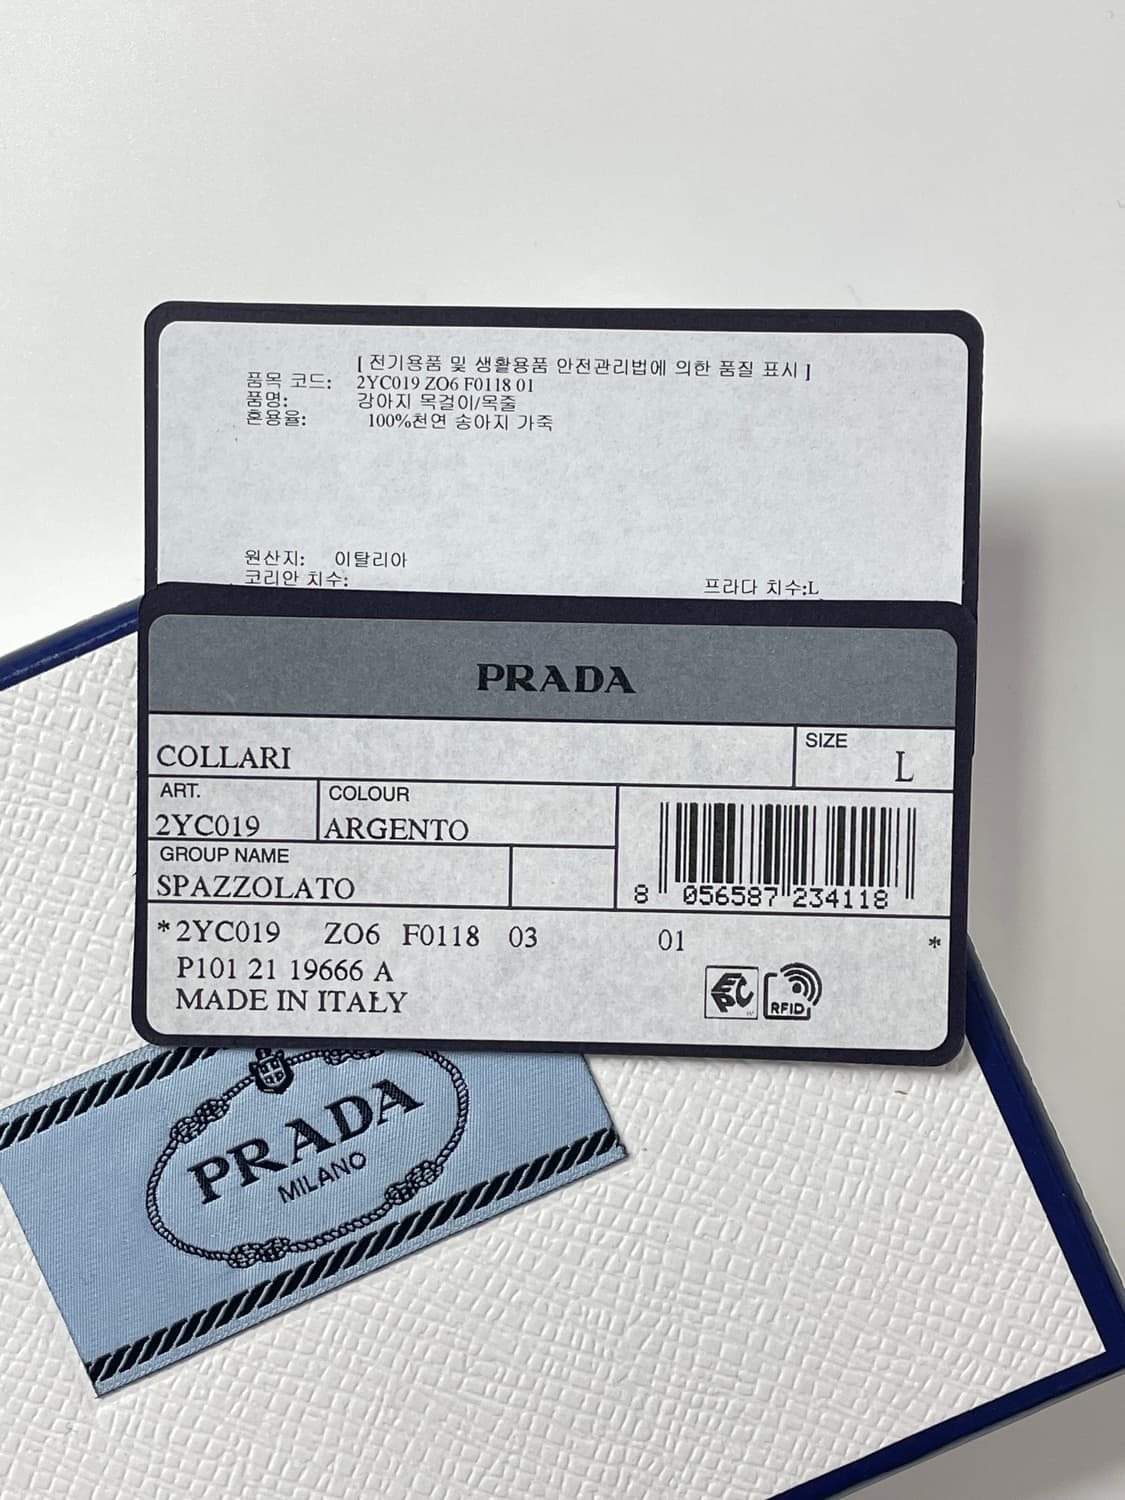 [ 전기용품 및 생활용품 안전관리법에 의한 품질 표시 ]
품목 코드: 2YC019 ZO6 F0118 01
품명: 강아지 목걸이/목줄
혼용율: 100%천연 송아지 가죽
원산지: 이탈리아
코리안 치수: 프라다 치수:L
PRADA
COLLARI SIZE L
ART. COLOUR
2YC019 ARGENTO
GROUP NAME
SPAZZOLATO
8 056587 234118
*2YC019 ZO6 F0118 03 01 *
P101 21 19666 A
MADE IN ITALY
EPC RFID
PRADA
MILANO